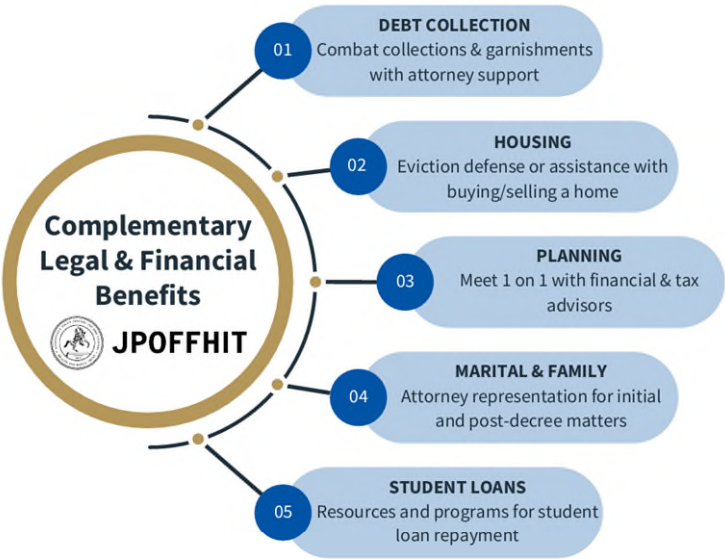 Complementary
Legal & Financial
Benefits
JPOFFHIT
01
DEBT COLLECTION
Combat collections & garnishments
with attorney support
02
HOUSING
Eviction defense or assistance with
buying/selling a home
03
PLANNING
Meet 1 on 1 with financial & tax
advisors
04
MARITAL & FAMILY
Attorney representation for initial
and post-decree matters
05
STUDENT LOANS
Resources and programs for student
loan repayment